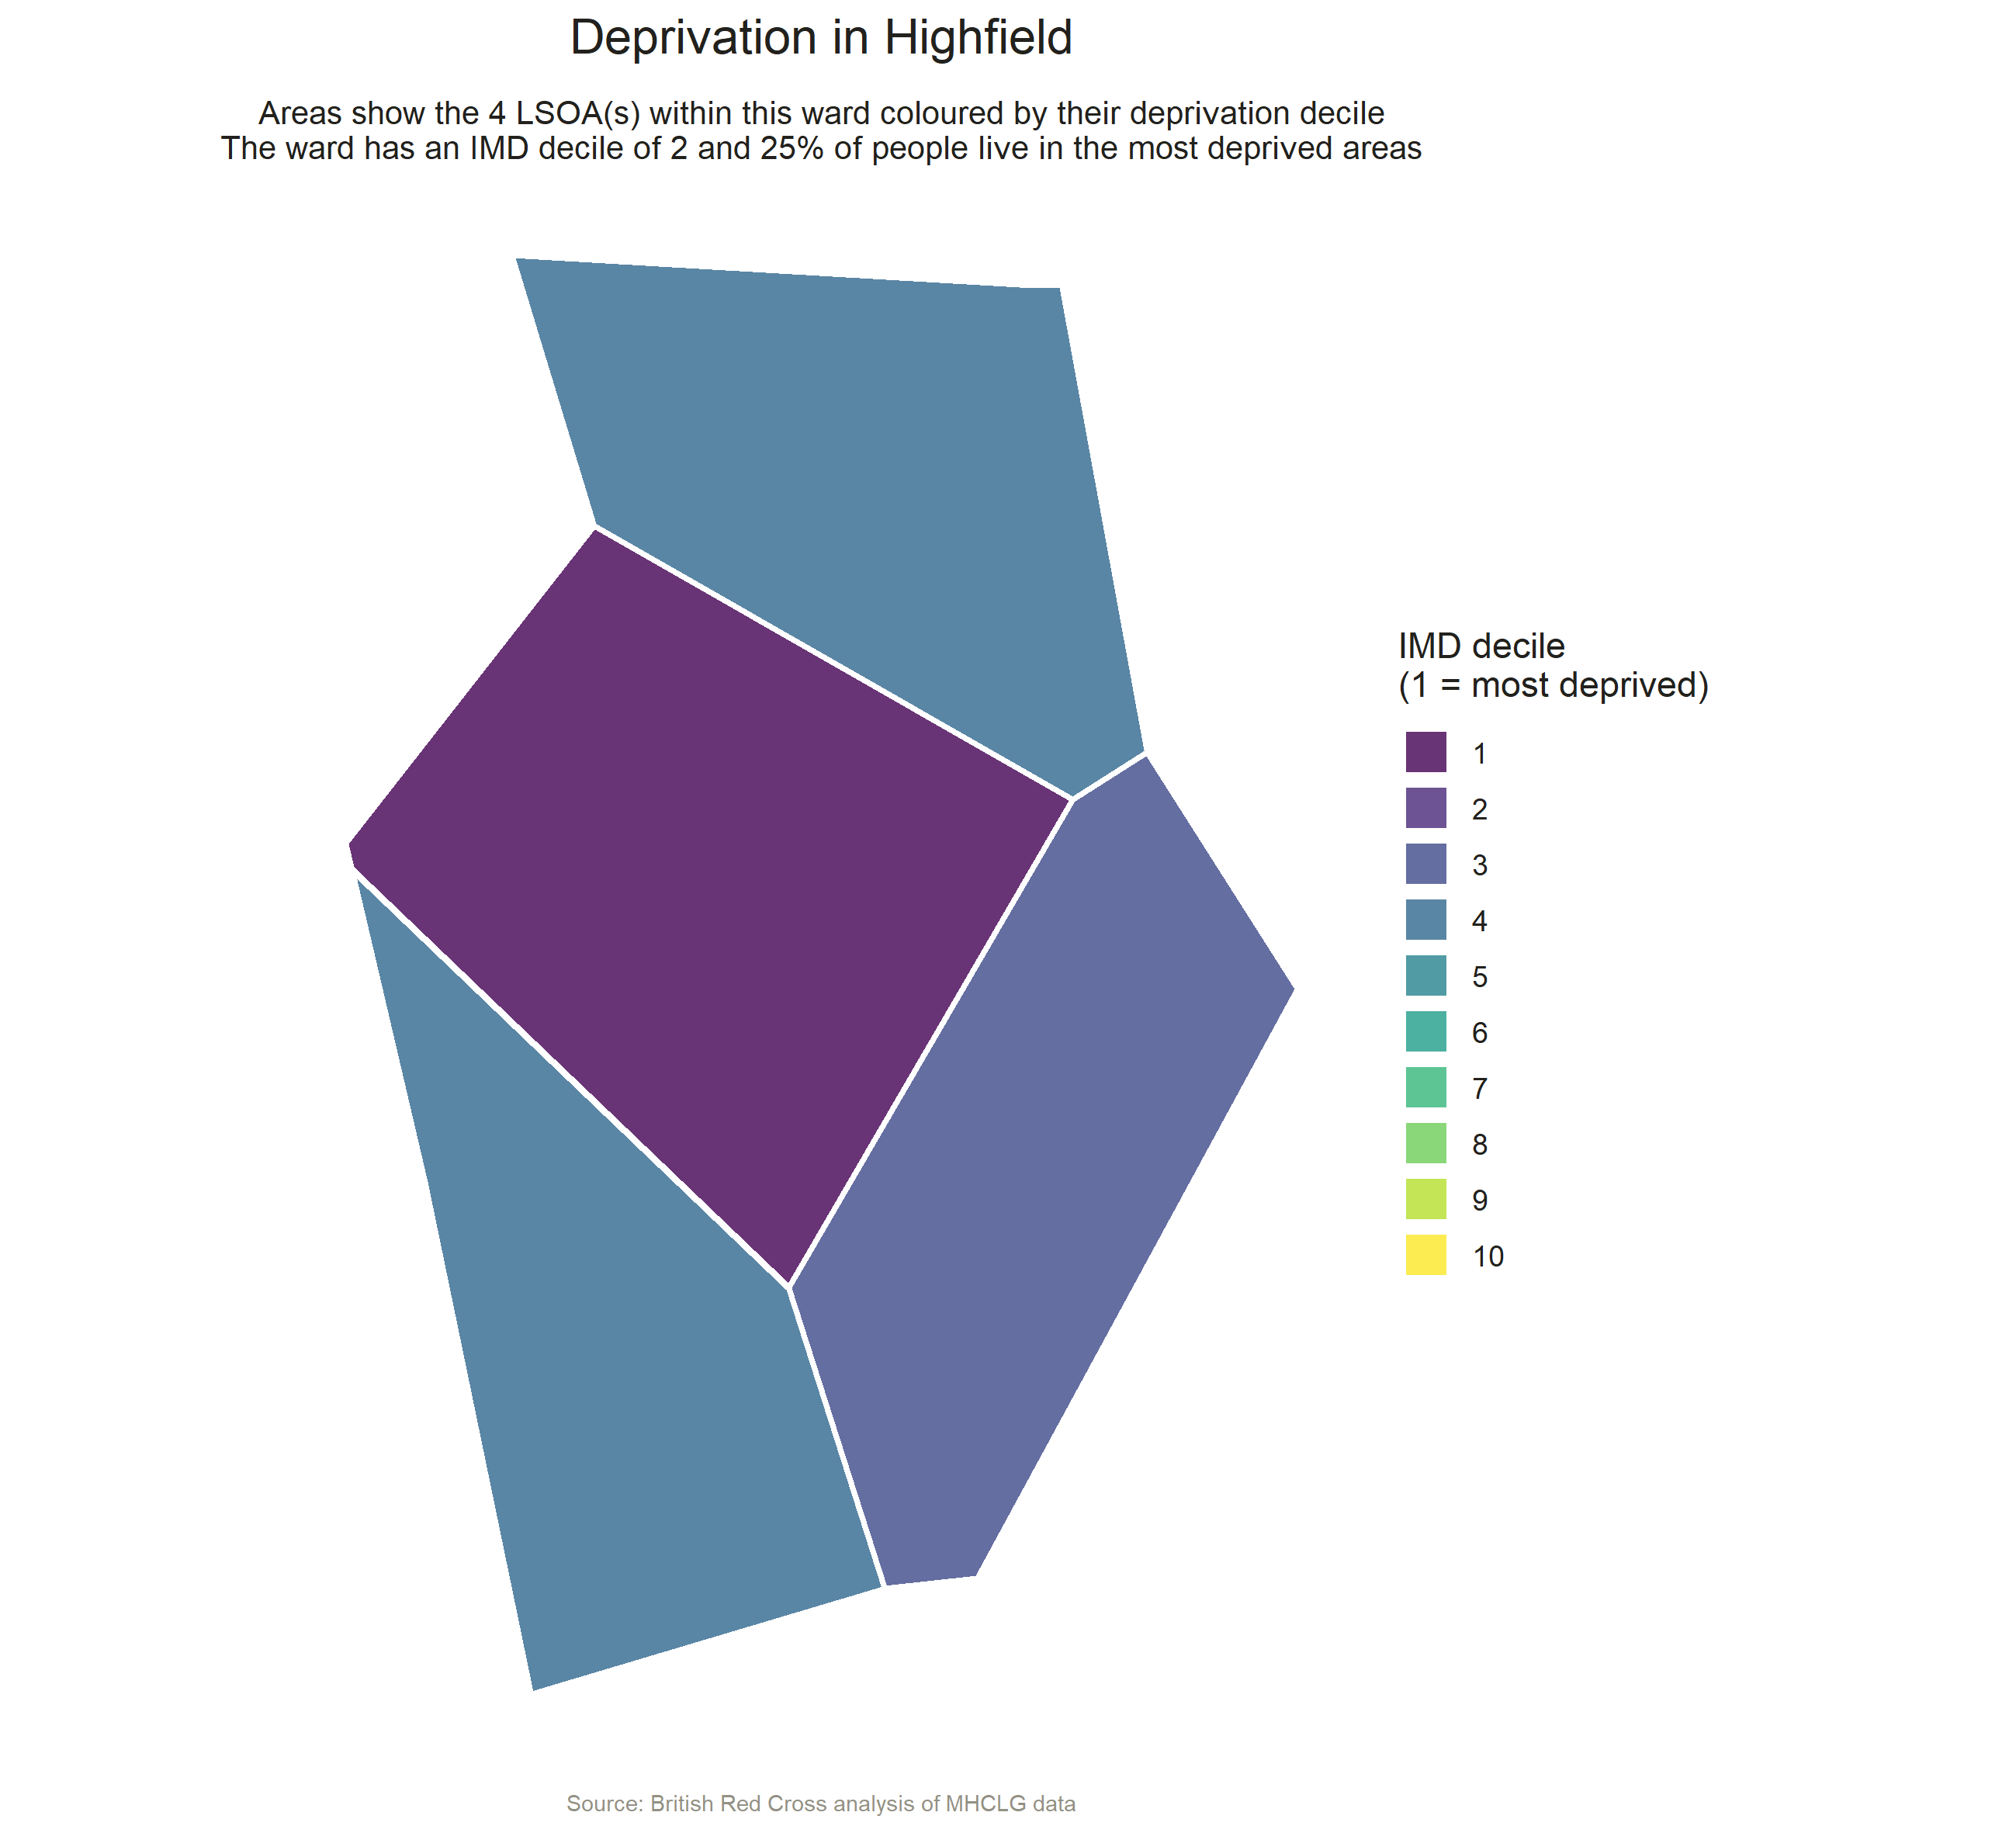 Deprivation in Highfield
Areas show the 4 LSOA(s) within this ward coloured by their deprivation decile
The ward has an IMD decile of 2 and 25% of people live in the most deprived areas
IMD decile
(1 = most deprived)
1
2
3
4
5
6
7
8
9
10
Source: British Red Cross analysis of MHCLG data